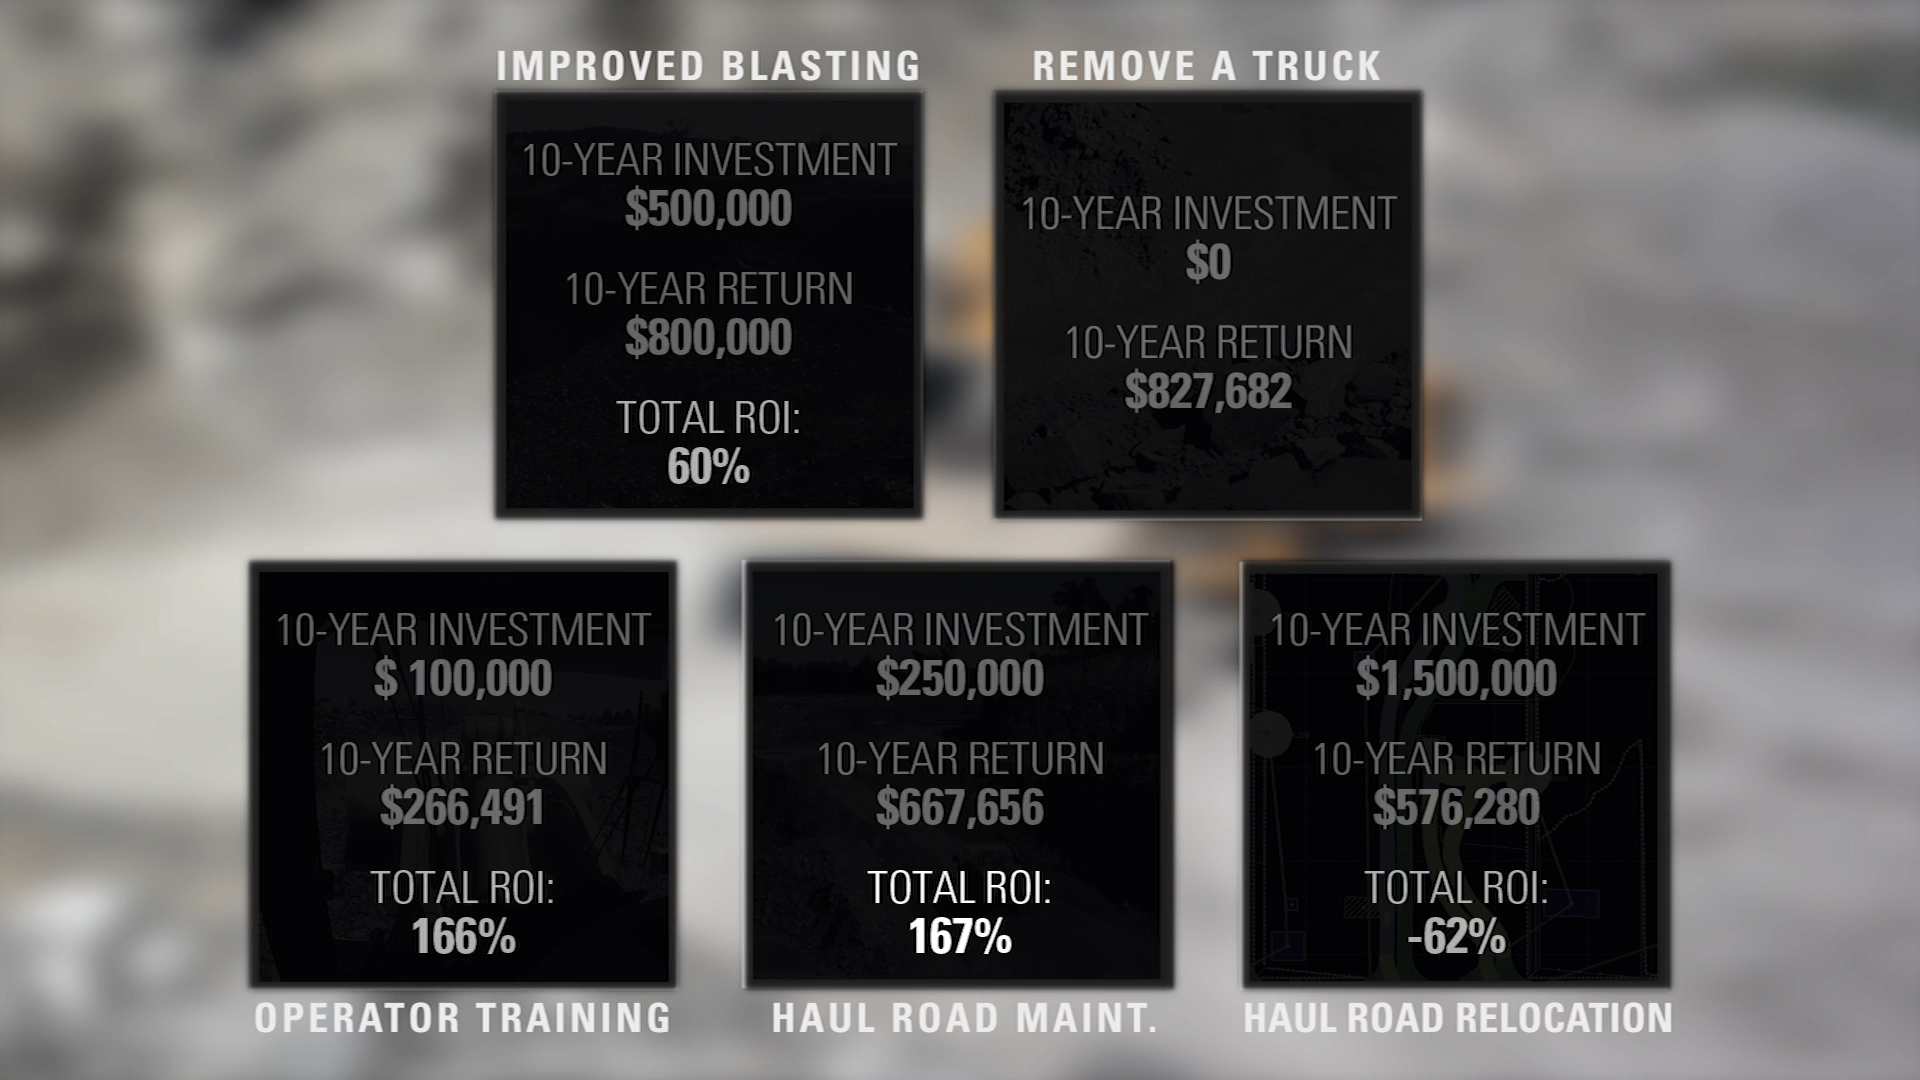 IMPROVED BLASTING
10-YEAR INVESTMENT
$500,000
10-YEAR RETURN
$800,000
TOTAL ROI:
60%
REMOVE A TRUCK
10-YEAR INVESTMENT
$0
10-YEAR RETURN
$827,682
10-YEAR INVESTMENT
$ 100,000
10-YEAR RETURN
$266,491
TOTAL ROI:
166%
OPERATOR TRAINING
10-YEAR INVESTMENT
$250,000
10-YEAR RETURN
$667,656
TOTAL ROI:
167%
HAUL ROAD MAINT.
10-YEAR INVESTMENT
$1,500,000
10-YEAR RETURN
$576,280
TOTAL ROI:
-62%
HAUL ROAD RELOCATION